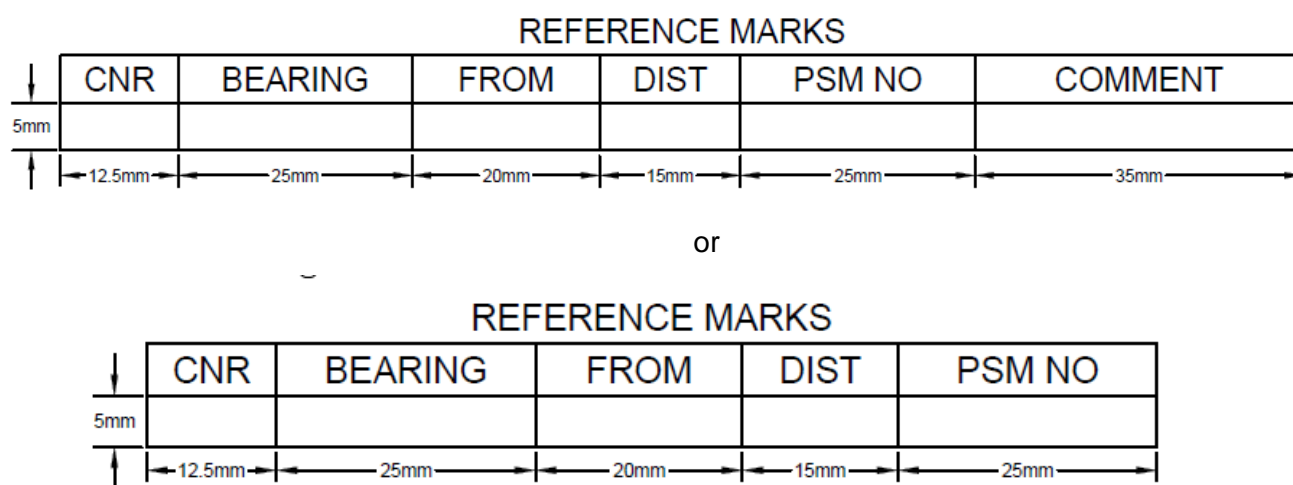 REFERENCE MARKS
CNR BEARING FROM DIST PSM NO COMMENT
5mm
12.5mm 25mm 20mm 15mm 25mm 35mm
or
REFERENCE MARKS
CNR BEARING FROM DIST PSM NO
5mm
12.5mm 25mm 20mm 15mm 25mm